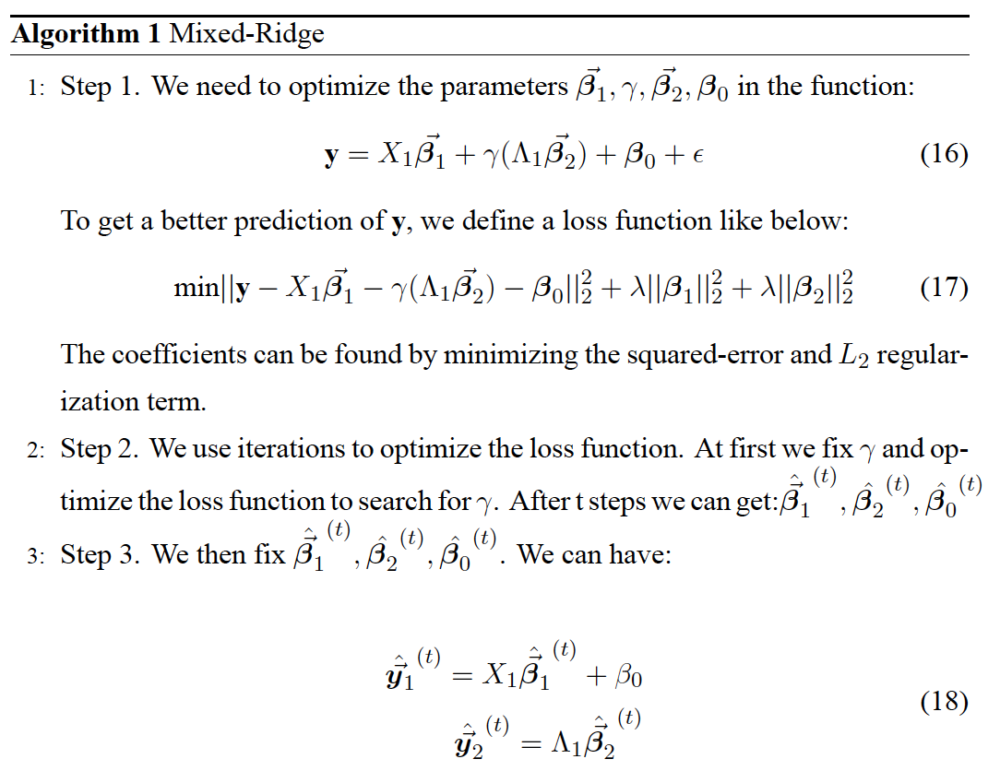 Algorithm 1 Mixed-Ridge
1: Step 1. We need to optimize the parameters $\vec{\boldsymbol{\beta}_1}, \gamma, \vec{\boldsymbol{\beta}_2}, \boldsymbol{\beta}_0$ in the function:
$\mathbf{y} = X_1\vec{\boldsymbol{\beta}_1} + \gamma(\Lambda_1\vec{\boldsymbol{\beta}_2}) + \boldsymbol{\beta}_0 + \epsilon$ (16)
To get a better prediction of $\mathbf{y}$, we define a loss function like below:
$\min||\mathbf{y} - X_1\vec{\boldsymbol{\beta}_1} - \gamma(\Lambda_1\vec{\boldsymbol{\beta}_2}) - \boldsymbol{\beta}_0||_2^2 + \lambda||\boldsymbol{\beta}_1||_2^2 + \lambda||\boldsymbol{\beta}_2||_2^2$ (17)
The coefficients can be found by minimizing the squared-error and $L_2$ regular-
ization term.
2: Step 2. We use iterations to optimize the loss function. At first we fix $\gamma$ and op-
timize the loss function to search for $\gamma$. After t steps we can get:$\hat{\vec{\boldsymbol{\beta}}}_1^{(t)}, \hat{\boldsymbol{\beta}}_2^{(t)}, \hat{\boldsymbol{\beta}}_0^{(t)}$
3: Step 3. We then fix $\hat{\vec{\boldsymbol{\beta}}}_1^{(t)}, \hat{\boldsymbol{\beta}}_2^{(t)}, \hat{\boldsymbol{\beta}}_0^{(t)}$. We can have:
$\hat{\vec{\boldsymbol{y}}}_1^{(t)} = X_1\hat{\vec{\boldsymbol{\beta}}}_1^{(t)} + \beta_0$
$\hat{\vec{\boldsymbol{y}}}_2^{(t)} = \Lambda_1\hat{\vec{\boldsymbol{\beta}}}_2^{(t)}$ (18)